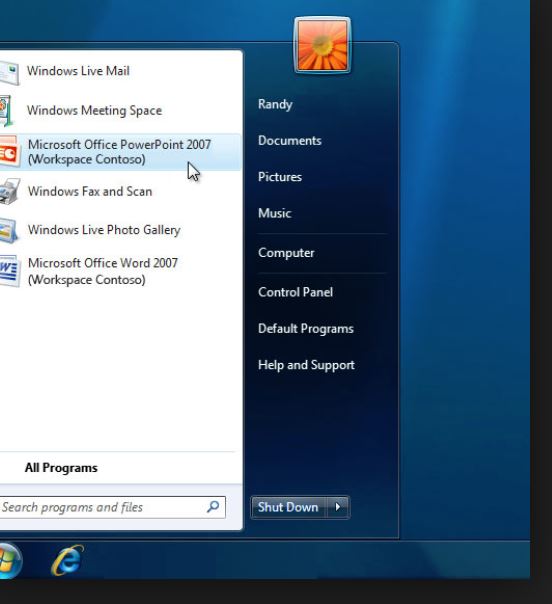 Windows Live Mail
Windows Meeting Space
Microsoft Office PowerPoint 2007
(Workspace Contoso)
Windows Fax and Scan
Windows Live Photo Gallery
Microsoft Office Word 2007
(Workspace Contoso)
All Programs
Search programs and files
Randy
Documents
Pictures
Music
Computer
Control Panel
Default Programs
Help and Support
Shut Down